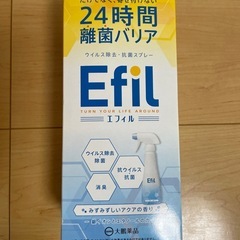 24時間
離菌バリア
ウイルス除去・抗菌スプレー
Efil
TURN YOUR LIFE AROUND
エフィル
ウイルス除去
除菌
抗ウイルス
抗菌
消臭
Efil
みずみずしいアクアの香り
大鵬薬品